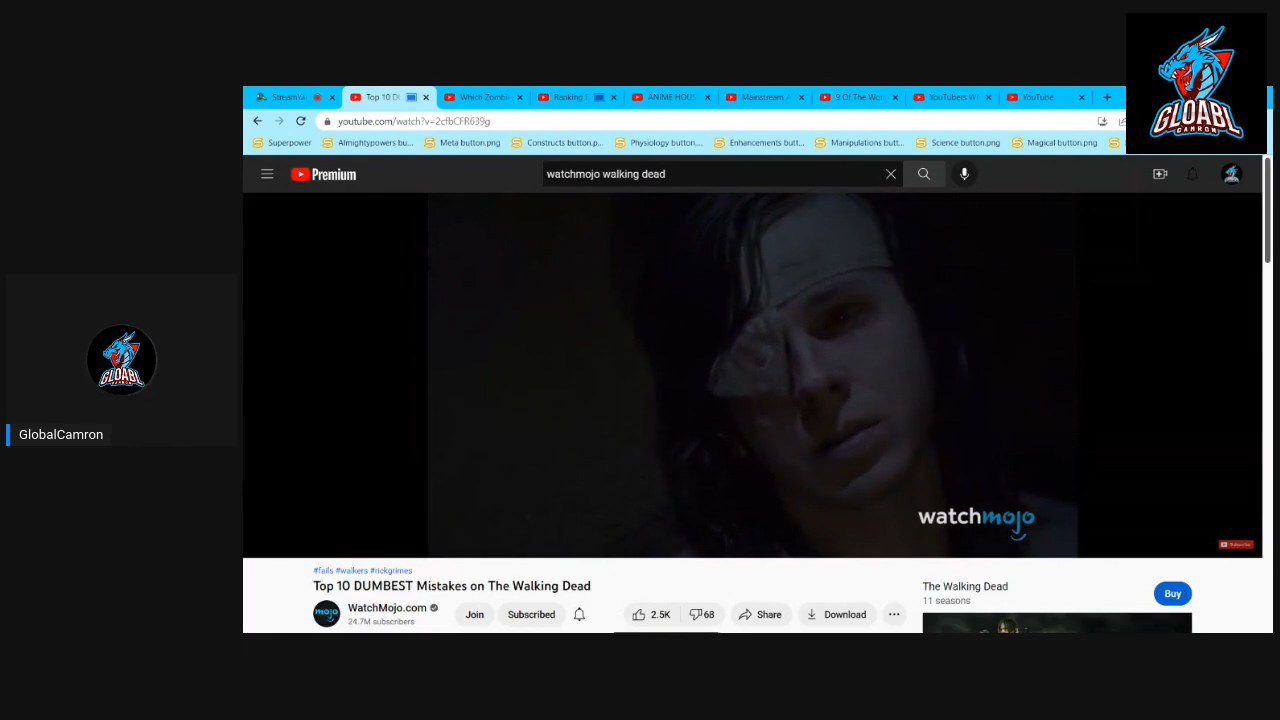 StreamYa
Top 10 DU
Which Zombi
Ranking
ANIME HOU
Mainstream A
9 Of The Wor
YouTubers W
YouTube
youtube.com/watch?v=2cfbCFR639g
Superpower
Almightypowers bu...
Meta button.png
Constructs button.p...
Physiology button....
Enhancements butt...
Manipulations butt...
Science button.png
Magical button.png
GLOABL
CAMRON
Premium
watchmojo walking dead
GLOABL
GlobalCamron
watchmojo
Subscribe
#fails #walkers #rickgrimes
Top 10 DUMBEST Mistakes on The Walking Dead
mojo
WatchMojo.com
24.7M subscribers
Join
Subscribed
2.5K
68
Share
Download
The Walking Dead
11 seasons
Buy